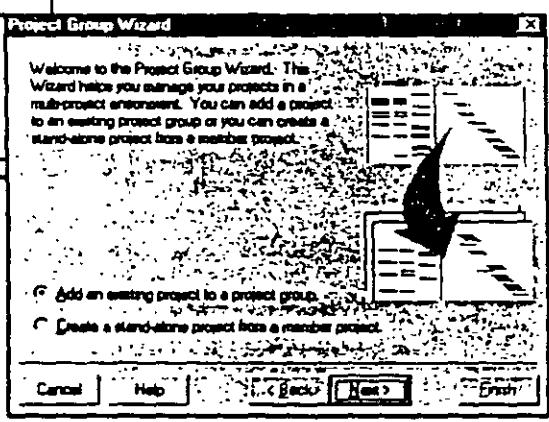 Project Group Wizard
Welcome to the Project Group Wizard. This
Wizard helps you manage your projects in a
multi-project environment. You can add a project
to an existing project group or you can create a
stand-alone project from a member project.
Add an existing project to a project group.
Create a stand-alone project from a member project.
Cancel Help < Back Next > Finish